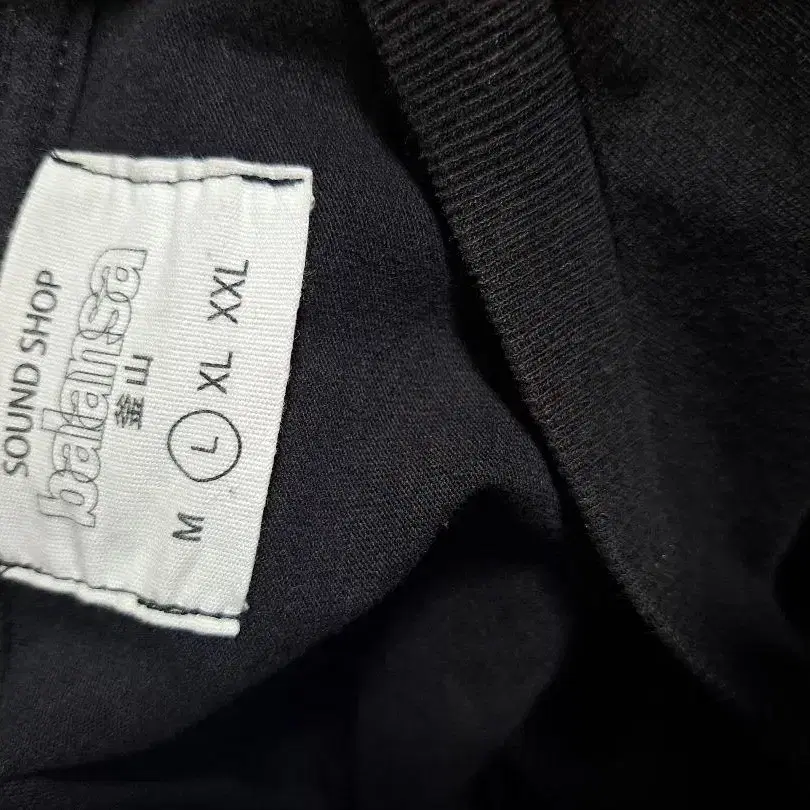 SOUND SHOP
balansa
釜山
M L XL XXL